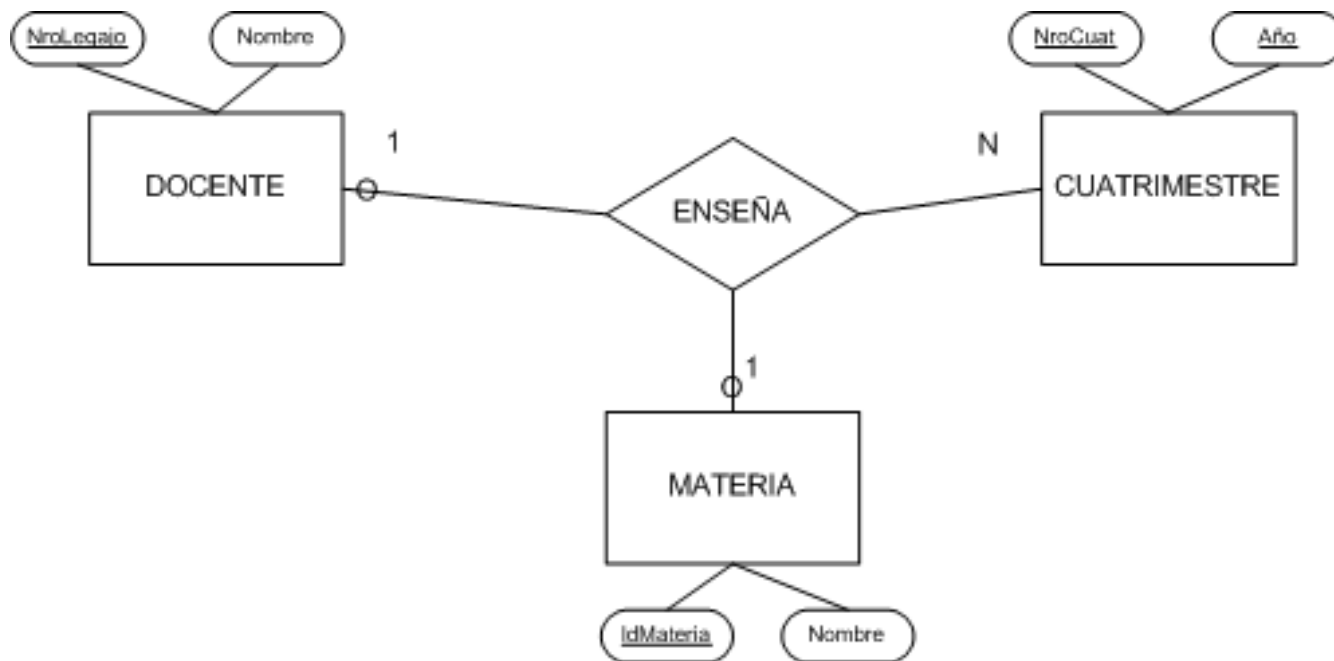 NroLegajo Nombre NroCuat Año
1 N
DOCENTE ENSEÑA CUATRIMESTRE
1
MATERIA
IdMateria Nombre